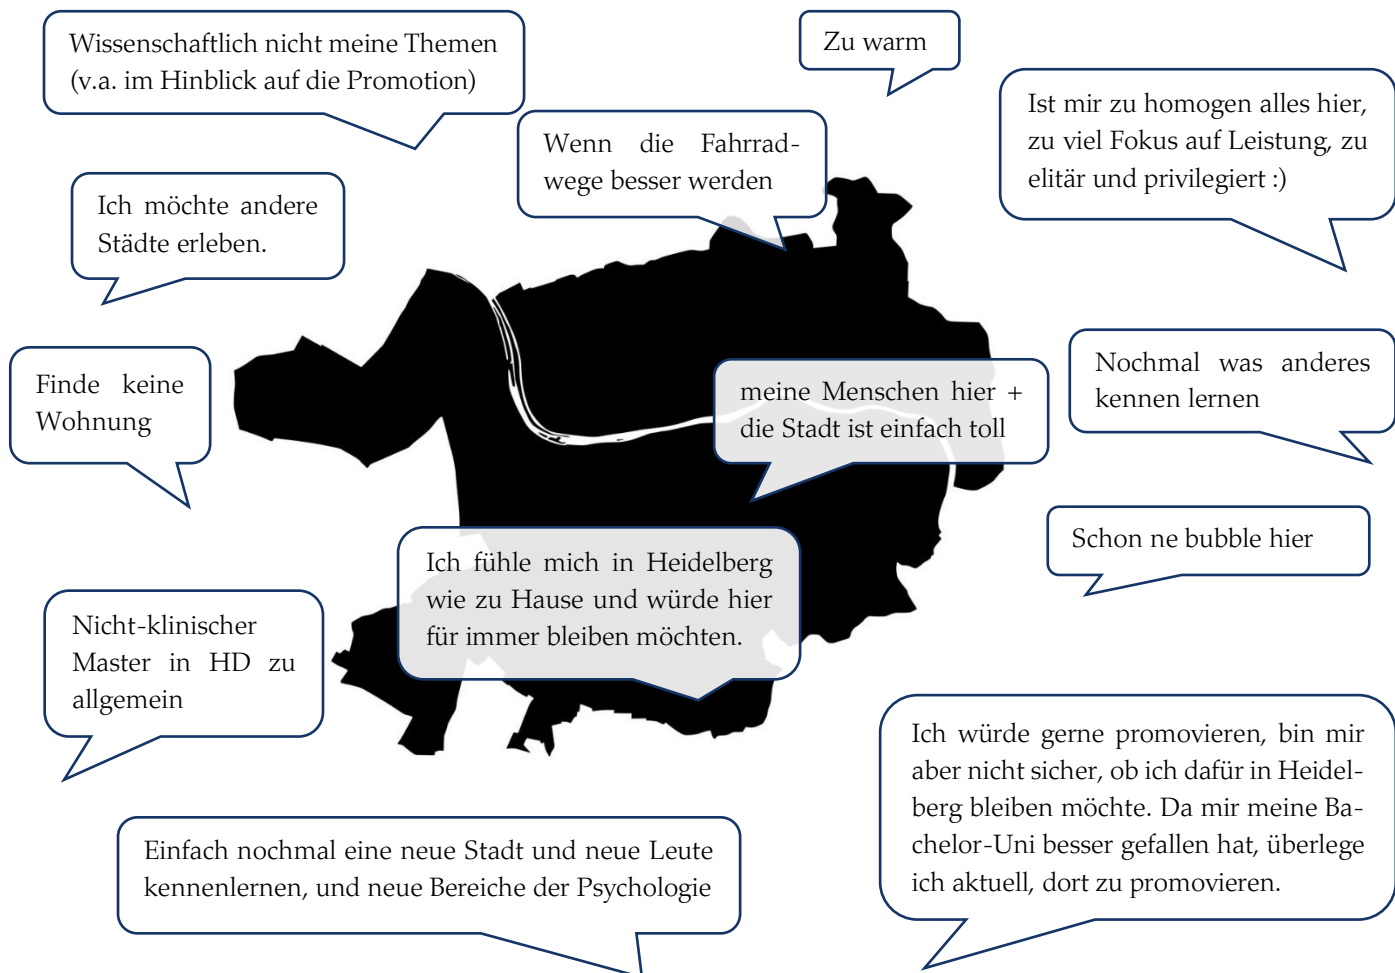 Wissenschaftlich nicht meine Themen
(v.a. im Hinblick auf die Promotion)
Zu warm
Ist mir zu homogen alles hier,
zu viel Fokus auf Leistung, zu
elitär und privilegiert :)
Wenn die Fahrrad-
wege besser werden
Ich möchte andere
Städte erleben.
Finde keine
Wohnung
meine Menschen hier +
die Stadt ist einfach toll
Nochmal was anderes
kennen lernen
Schon ne bubble hier
Ich fühle mich in Heidelberg
wie zu Hause und würde hier
für immer bleiben möchten.
Nicht-klinischer
Master in HD zu
allgemein
Ich würde gerne promovieren, bin mir
aber nicht sicher, ob ich dafür in Heidel-
berg bleiben möchte. Da mir meine Ba-
chelor-Uni besser gefallen hat, überlege
ich aktuell, dort zu promovieren.
Einfach nochmal eine neue Stadt und neue Leute
kennenlernen, und neue Bereiche der Psychologie